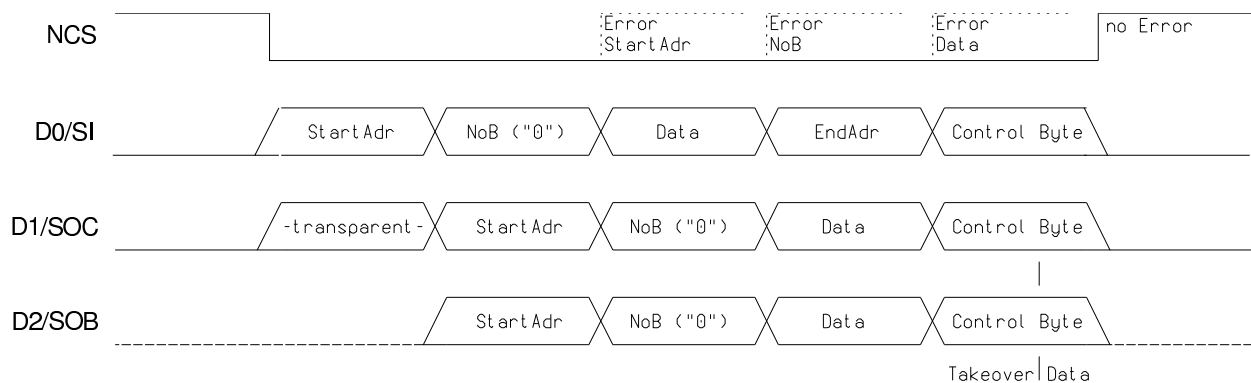 NCS
Error
StartAdr
Error
NoB
Error
Data
no Error
D0/SI
StartAdr
NoB ("0")
Data
EndAdr
Control Byte
D1/SOC
-transparent-
StartAdr
NoB ("0")
Data
Control Byte
D2/SOB
StartAdr
NoB ("0")
Data
Control Byte
Takeover Data